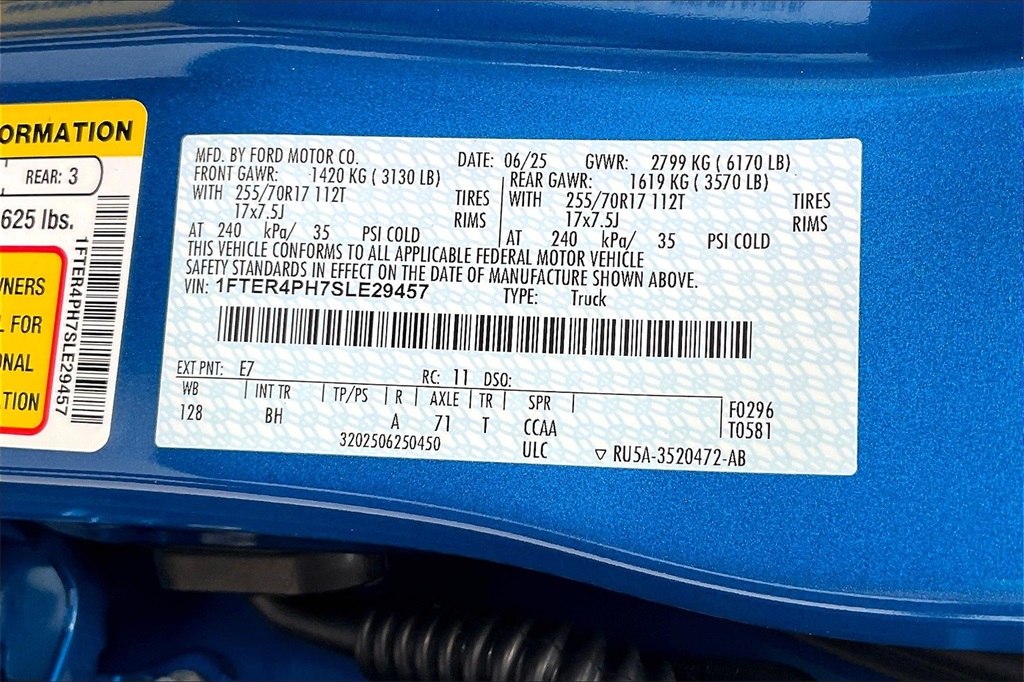 ORMATION
REAR: 3
625 lbs.
NERS
FOR
ONAL
TION
1FTER4PH7SLE29457
MFD. BY FORD MOTOR CO. DATE: 06/25 GVWR: 2799 KG ( 6170 LB)
FRONT GAWR: 1420 KG ( 3130 LB) REAR GAWR: 1619 KG ( 3570 LB)
WITH 255/70R17 112T TIRES WITH 255/70R17 112T TIRES
17x7.5J RIMS 17x7.5J RIMS
AT 240 kPa/ 35 PSI COLD AT 240 kPa/ 35 PSI COLD
THIS VEHICLE CONFORMS TO ALL APPLICABLE FEDERAL MOTOR VEHICLE
SAFETY STANDARDS IN EFFECT ON THE DATE OF MANUFACTURE SHOWN ABOVE.
VIN: 1FTER4PH7SLE29457 TYPE: Truck
EXT PNT: E7 RC: 11 DSO:
WB INT TR TP/PS R AXLE TR SPR F0296
128 BH A 71 T CCAA T0581
3202506250450 ULC ▽ RU5A-3520472-AB